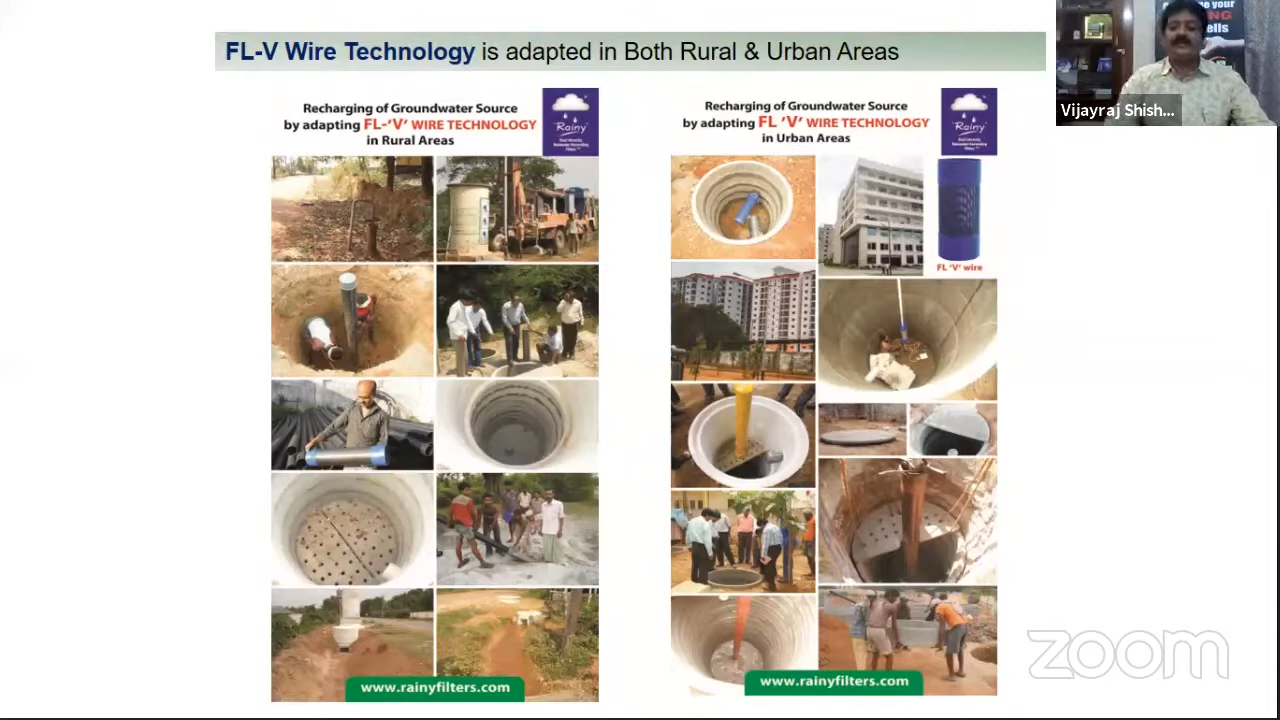 FL-V Wire Technology is adapted in Both Rural & Urban Areas
Recharging of Groundwater Source
by adapting FL-'V' WIRE TECHNOLOGY
in Rural Areas
Rainy
www.rainyfilters.com
Recharging of Groundwater Source
by adapting FL 'V' WIRE TECHNOLOGY
in Urban Areas
Rainy
FL 'V' wire
www.rainyfilters.com
Vijayraj Shish...
zoom